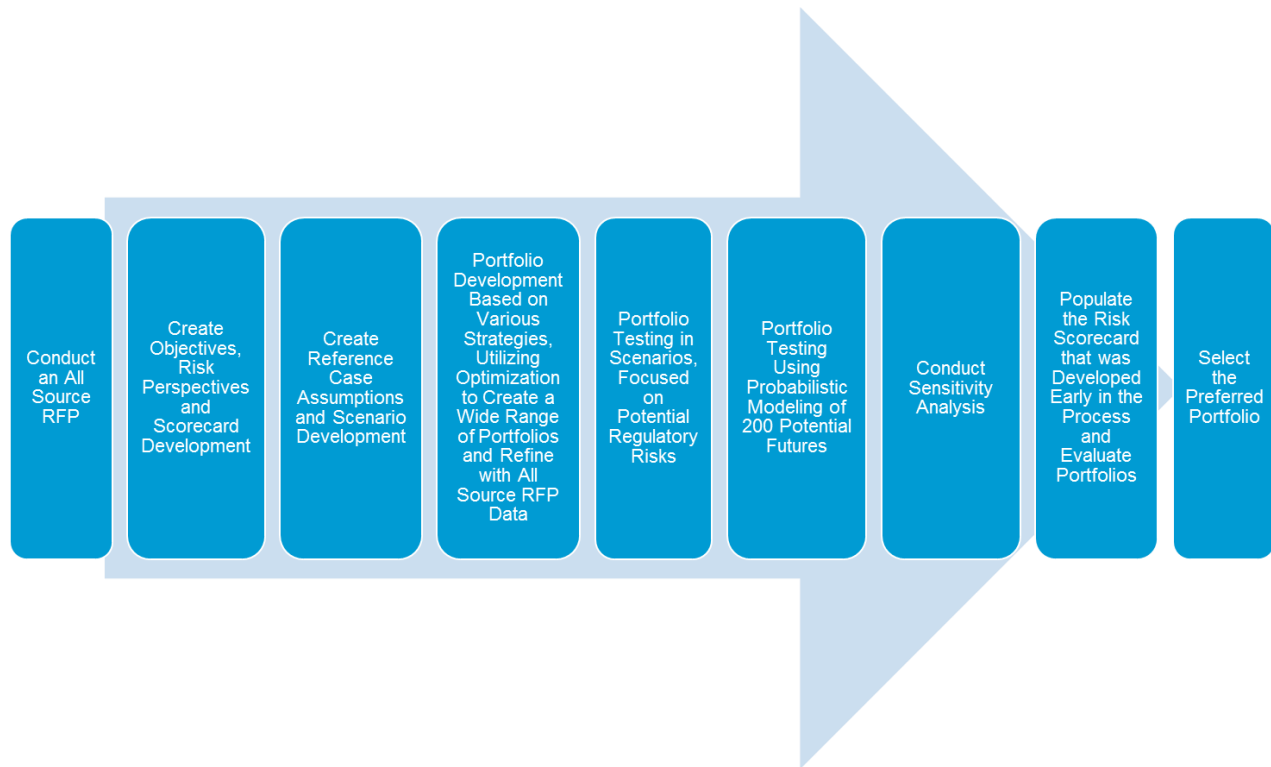 Conduct
an All
Source
RFP
Create
Objectives,
Risk
Perspectives
and
Scorecard
Development
Create
Reference
Case
Assumptions
and Scenario
Development
Portfolio
Development
Based on
Various
Strategies,
Utilizing
Optimization
to Create a
Wide Range
of Portfolios
and Refine
with All
Source RFP
Data
Portfolio
Testing in
Scenarios,
Focused
on
Potential
Regulatory
Risks
Portfolio
Testing
Using
Probabilistic
Modeling of
200 Potential
Futures
Conduct
Sensitivity
Analysis
Populate
the Risk
Scorecard
that was
Developed
Early in the
Process
and
Evaluate
Portfolios
Select
the
Preferred
Portfolio